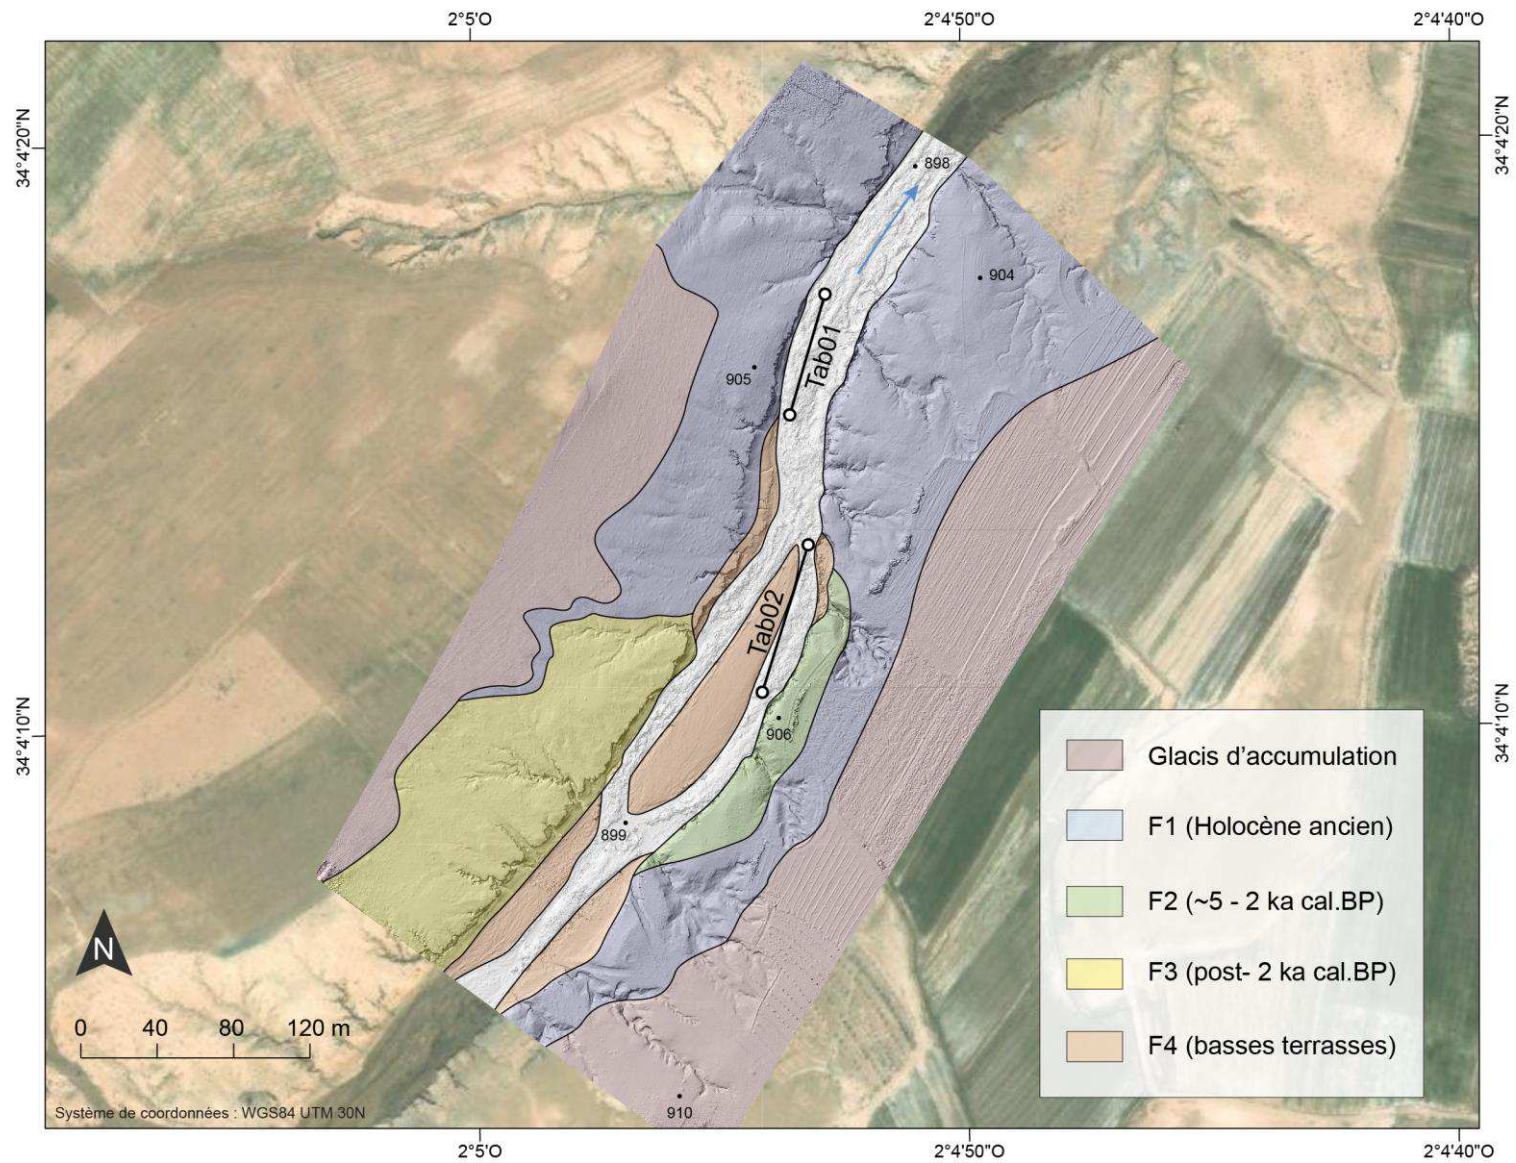 2°5'O
2°4'50"O
2°4'40"O
34°4'20"N
34°4'20"N
898
904
Tab01
905
Tab02
906
34°4'10"N
34°4'10"N
899
Glacis d'accumulation
F1 (Holocène ancien)
F2 (~5 - 2 ka cal.BP)
F3 (post- 2 ka cal.BP)
F4 (basses terrasses)
N
0 40 80 120 m
Système de coordonnées : WGS84 UTM 30N
910
2°5'O
2°4'50"O
2°4'40"O